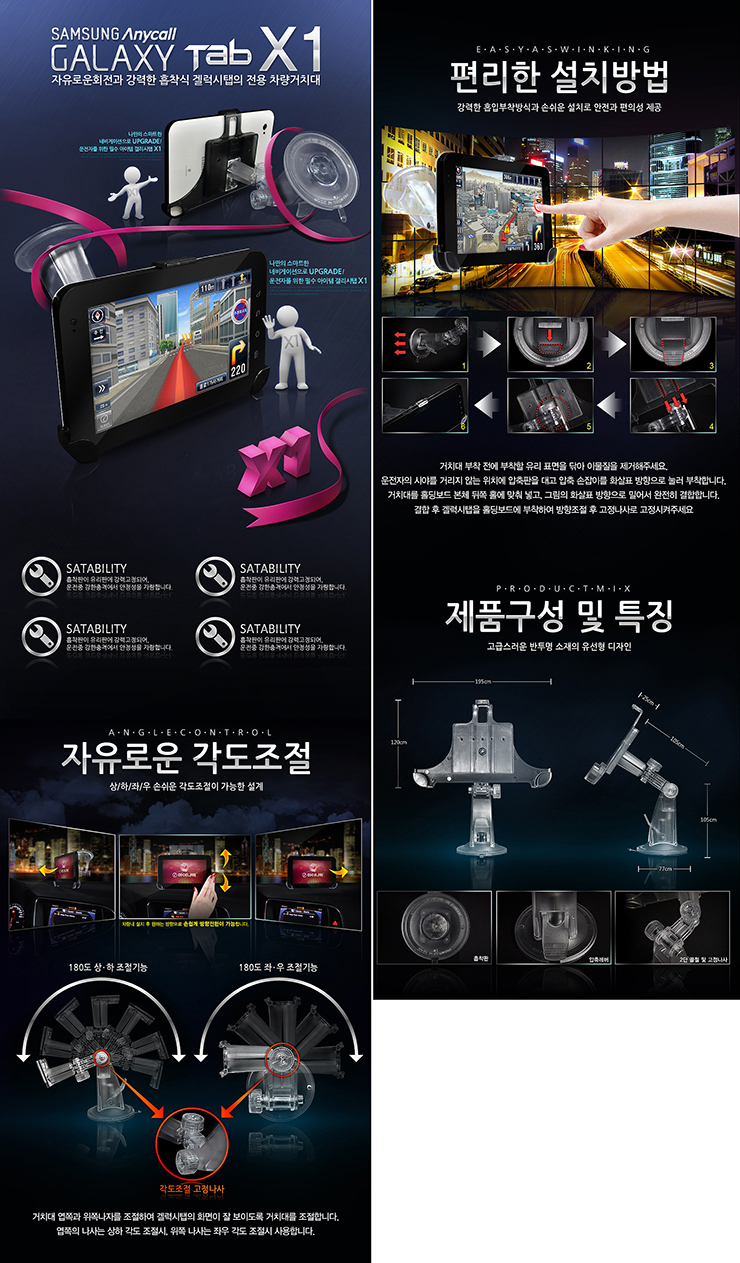 SAMSUNG Anycall
GALAXY Tab X1
자유로운회전과 강력한 흡착식 겔럭시탭의 전용 차량거치대
나만의 스마트한
네비게이션으로 UPGRADE!
운전자를 위한 필수 아이템 갤리시탭 X1
나만의 스마트한
네비게이션으로 UPGRADE!
운전자를 위한 필수 아이템 갤리시탭 X1
110m
220
X1
X1
SATABILITY
흡착판이 유리판에 강력고정되어,
운전중 강한충격에서 안정성을 가랑합니다.
SATABILITY
흡착판이 유리판에 강력고정되어,
운전중 강한충격에서 안정성을 가랑합니다.
SATABILITY
흡착판이 유리판에 강력고정되어,
운전중 강한충격에서 안정성을 가랑합니다.
SATABILITY
흡착판이 유리판에 강력고정되어,
운전중 강한충격에서 안정성을 가랑합니다.
A·N·G·L·E·C·O·N·T·R·O·L
자유로운 각도조절
상/하/좌/우 손쉬운 각도조절이 가능한 설계
차량내 설치 후 원하는 방향으로 손쉽게 방향전환이 가능합니다.
180도 상·하 조절기능
180도 좌·우 조절기능
각도조절 고정나사
거치대 옆쪽과 위쪽나자를 조절하여 겔럭시탭의 화면이 잘 보이도록 거치대를 조절합니다.
옆쪽의 나사는 상하 각도 조절시, 위쪽 나사는 좌우 각도 조절시 사용합니다.
E·A·S·Y·A·S·W·I·N·K·I·N·G
편리한 설치방법
강력한 흡입부착방식과 손쉬운 설치로 안전과 편의성 제공
360
1
2
3
6
5
4
거치대 부착 전에 부착할 유리 표면을 닦아 이물질을 제거해주세요.
운전자의 시야를 거리지 않는 위치에 압축판을 대고 압축 손잡이를 화살표 방향으로 눌러 부착합니다.
거치대를 홀딩보드 본체 뒤쪽 홀에 맞춰 넣고, 그림의 화살표 방향으로 밀어서 완전히 결합합니다.
결합 후 겔럭시탭을 홀딩보드에 부착하여 방향조절 후 고정나사로 고정시켜주세요
P·R·O·D·U·C·T·M·I·X
제품구성 및 특징
고급스러운 반투명 소재의 유선형 디자인
195cm
120cm
25cm
105cm
105cm
77cm
흡착판
압축레버
2단 꺾힘 및 고정나사